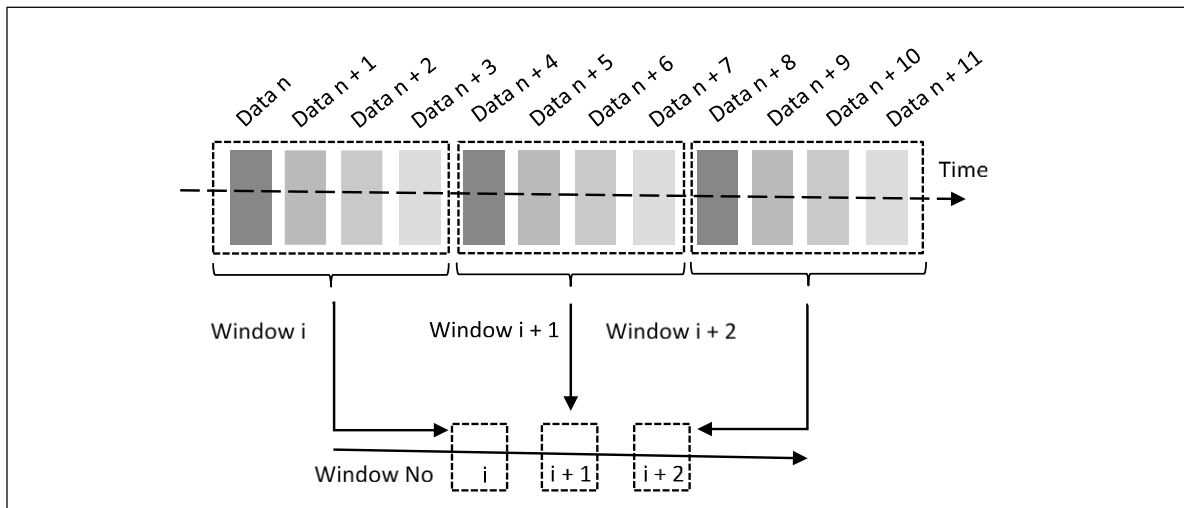 Data n
Data n + 1
Data n + 2
Data n + 3
Data n + 4
Data n + 5
Data n + 6
Data n + 7
Data n + 8
Data n + 9
Data n + 10
Data n + 11
Time
Window i
Window i + 1
Window i + 2
Window No
i
i + 1
i + 2